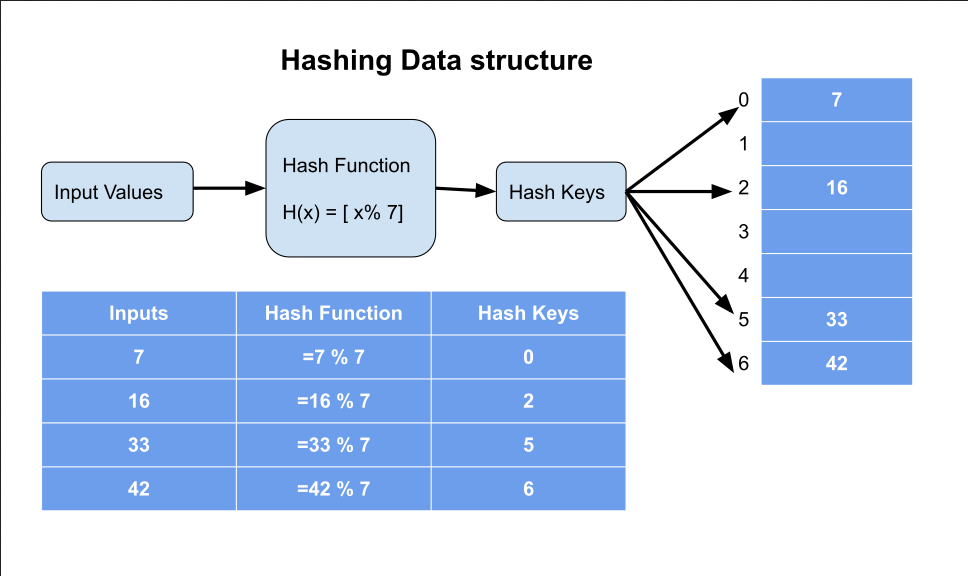 Hashing Data structure
Input Values
Hash Function
H(x) = [ x% 7]
Hash Keys
0 7
1
2 16
3
4
5 33
6 42
Inputs Hash Function Hash Keys
7 =7 % 7 0
16 =16 % 7 2
33 =33 % 7 5
42 =42 % 7 6